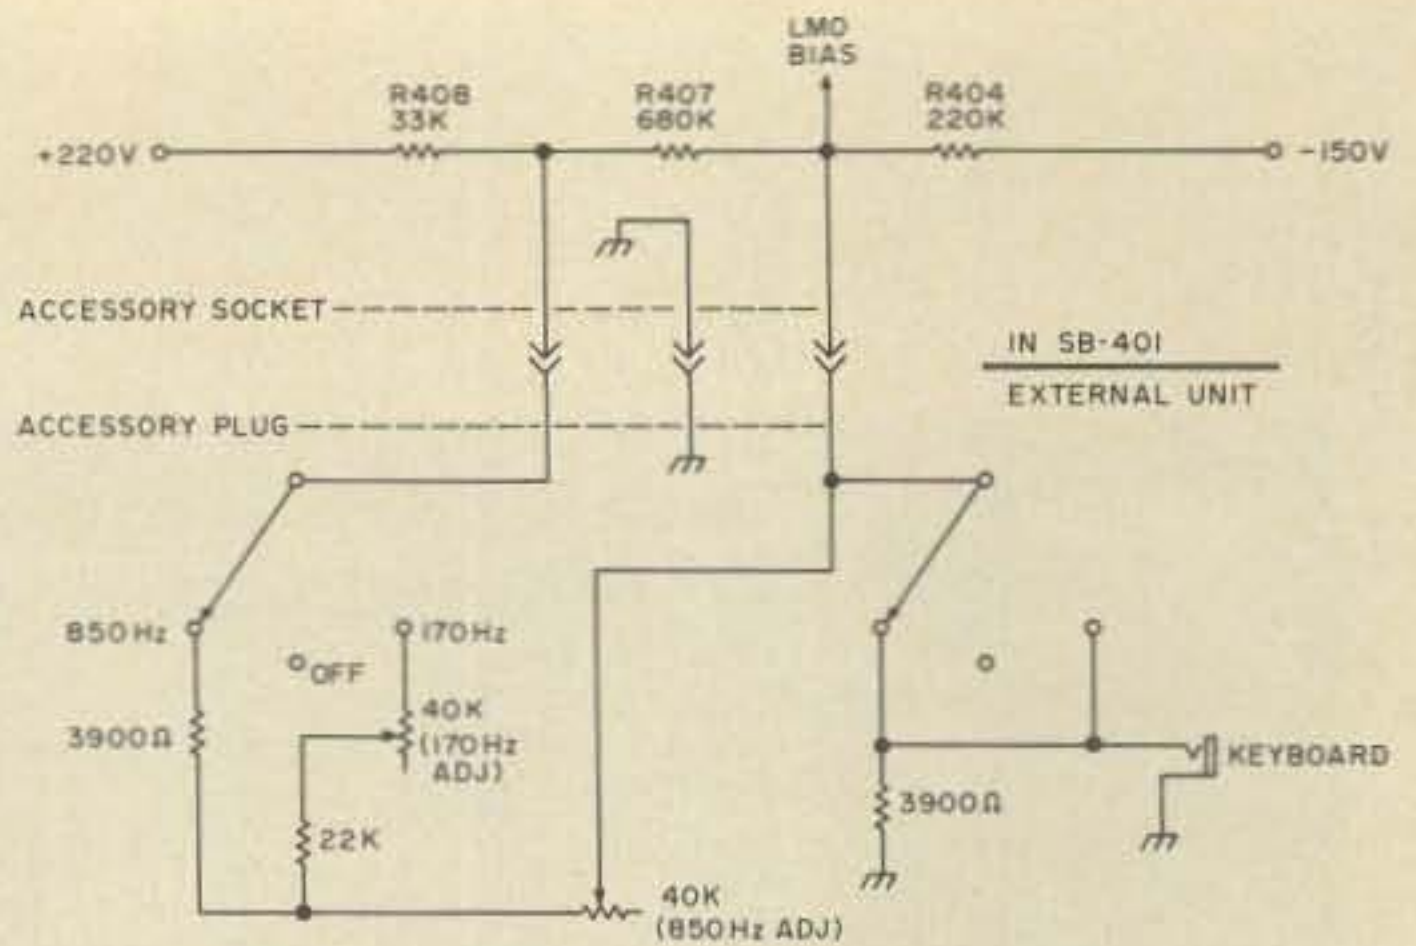 LMO
BIAS
R408
33K
R407
680K
R404
220K
+220V
-150V
ACCESSORY SOCKET
IN SB-401
EXTERNAL UNIT
ACCESSORY PLUG
850Hz
170Hz
OFF
3900Ω
40K
(170Hz
ADJ)
KEYBOARD
3900Ω
22K
40K
(850Hz ADJ)